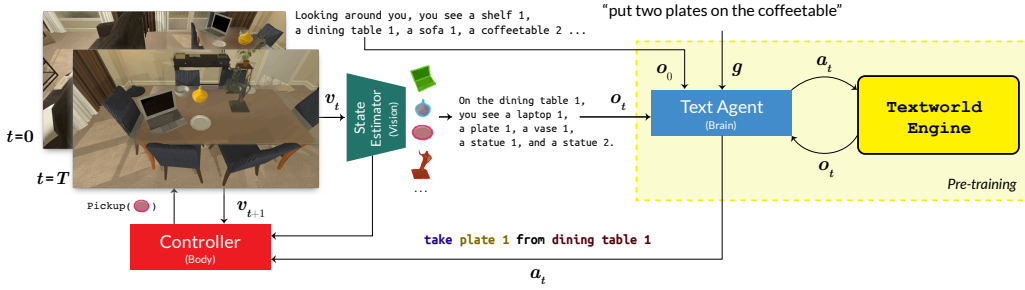 Looking around you, you see a shelf 1,
a dining table 1, a sofa 1, a coffeetable 2 ...
“put two plates on the coffeetable”
t=0
t=T
v_t
State
Estimator
(Vision)
...
On the dining table 1,
you see a laptop 1,
a plate 1, a vase 1,
a statue 1, and a statue 2.
o_t
o_0
g
Text Agent
(Brain)
a_t
o_t
Textworld
Engine
Pre-training
Pickup( )
v_{t+1}
Controller
(Body)
take plate 1 from dining table 1
a_t